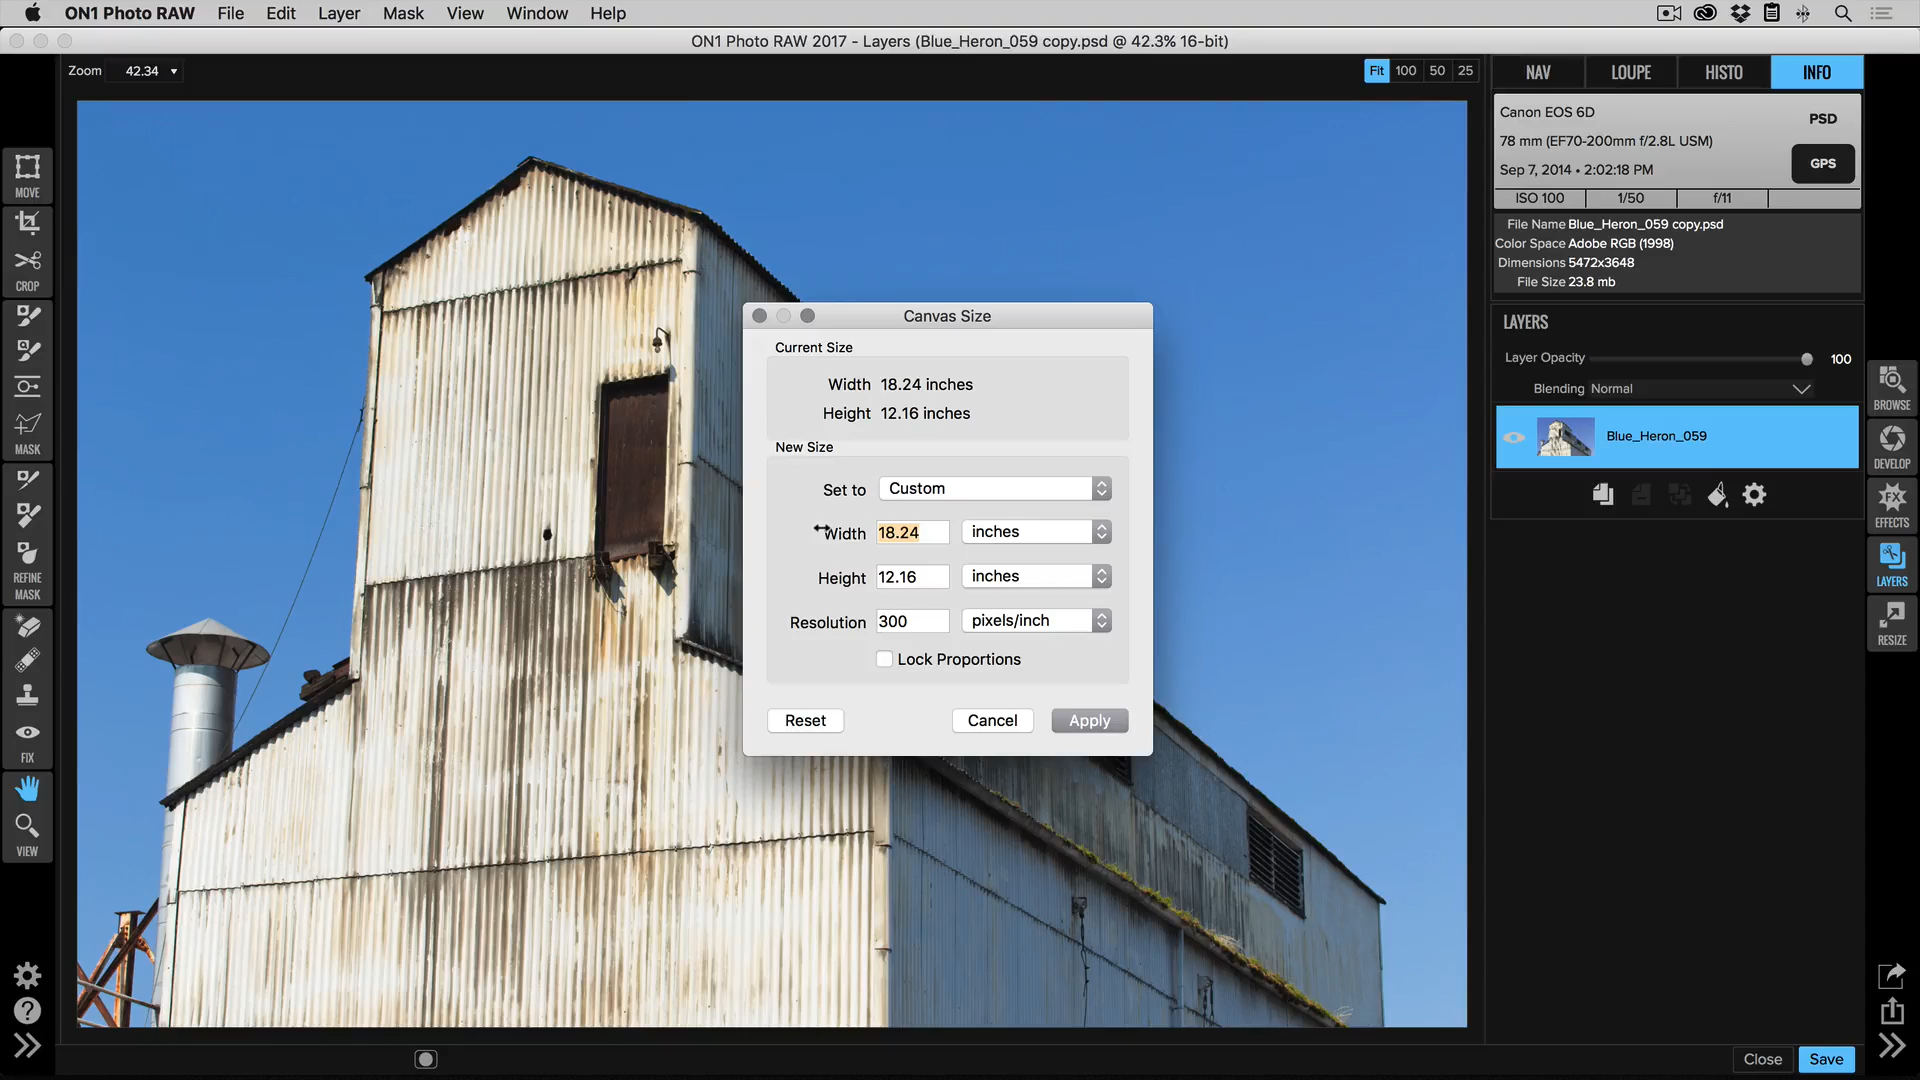 ON1 Photo RAW File Edit Layer Mask View Window Help
ON1 Photo RAW 2017 - Layers (Blue_Heron_059 copy.psd @ 42.3% 16-bit)
Zoom 42.34 Fit 100 50 25
NAV LOUPE HISTO INFO
Canon EOS 6D
PSD
78 mm (EF70-200mm f/2.8L USM)
GPS
Sep 7, 2014 • 2:02:18 PM
ISO 100 1/50 f/11
File Name Blue_Heron_059 copy.psd
Color Space Adobe RGB (1998)
Dimensions 5472x3648
File Size 23.8 mb
LAYERS
Layer Opacity 100
Blending Normal
Blue_Heron_059
MOVE
CROP
MASK
REFINE
MASK
FIX
VIEW
Canvas Size
Current Size
Width 18.24 inches
Height 12.16 inches
New Size
Set to Custom
Width 18.24 inches
Height 12.16 inches
Resolution 300 pixels/inch
Lock Proportions
Reset Cancel Apply
BROWSE
DEVELOP
FX
EFFECTS
LAYERS
RESIZE
Close Save